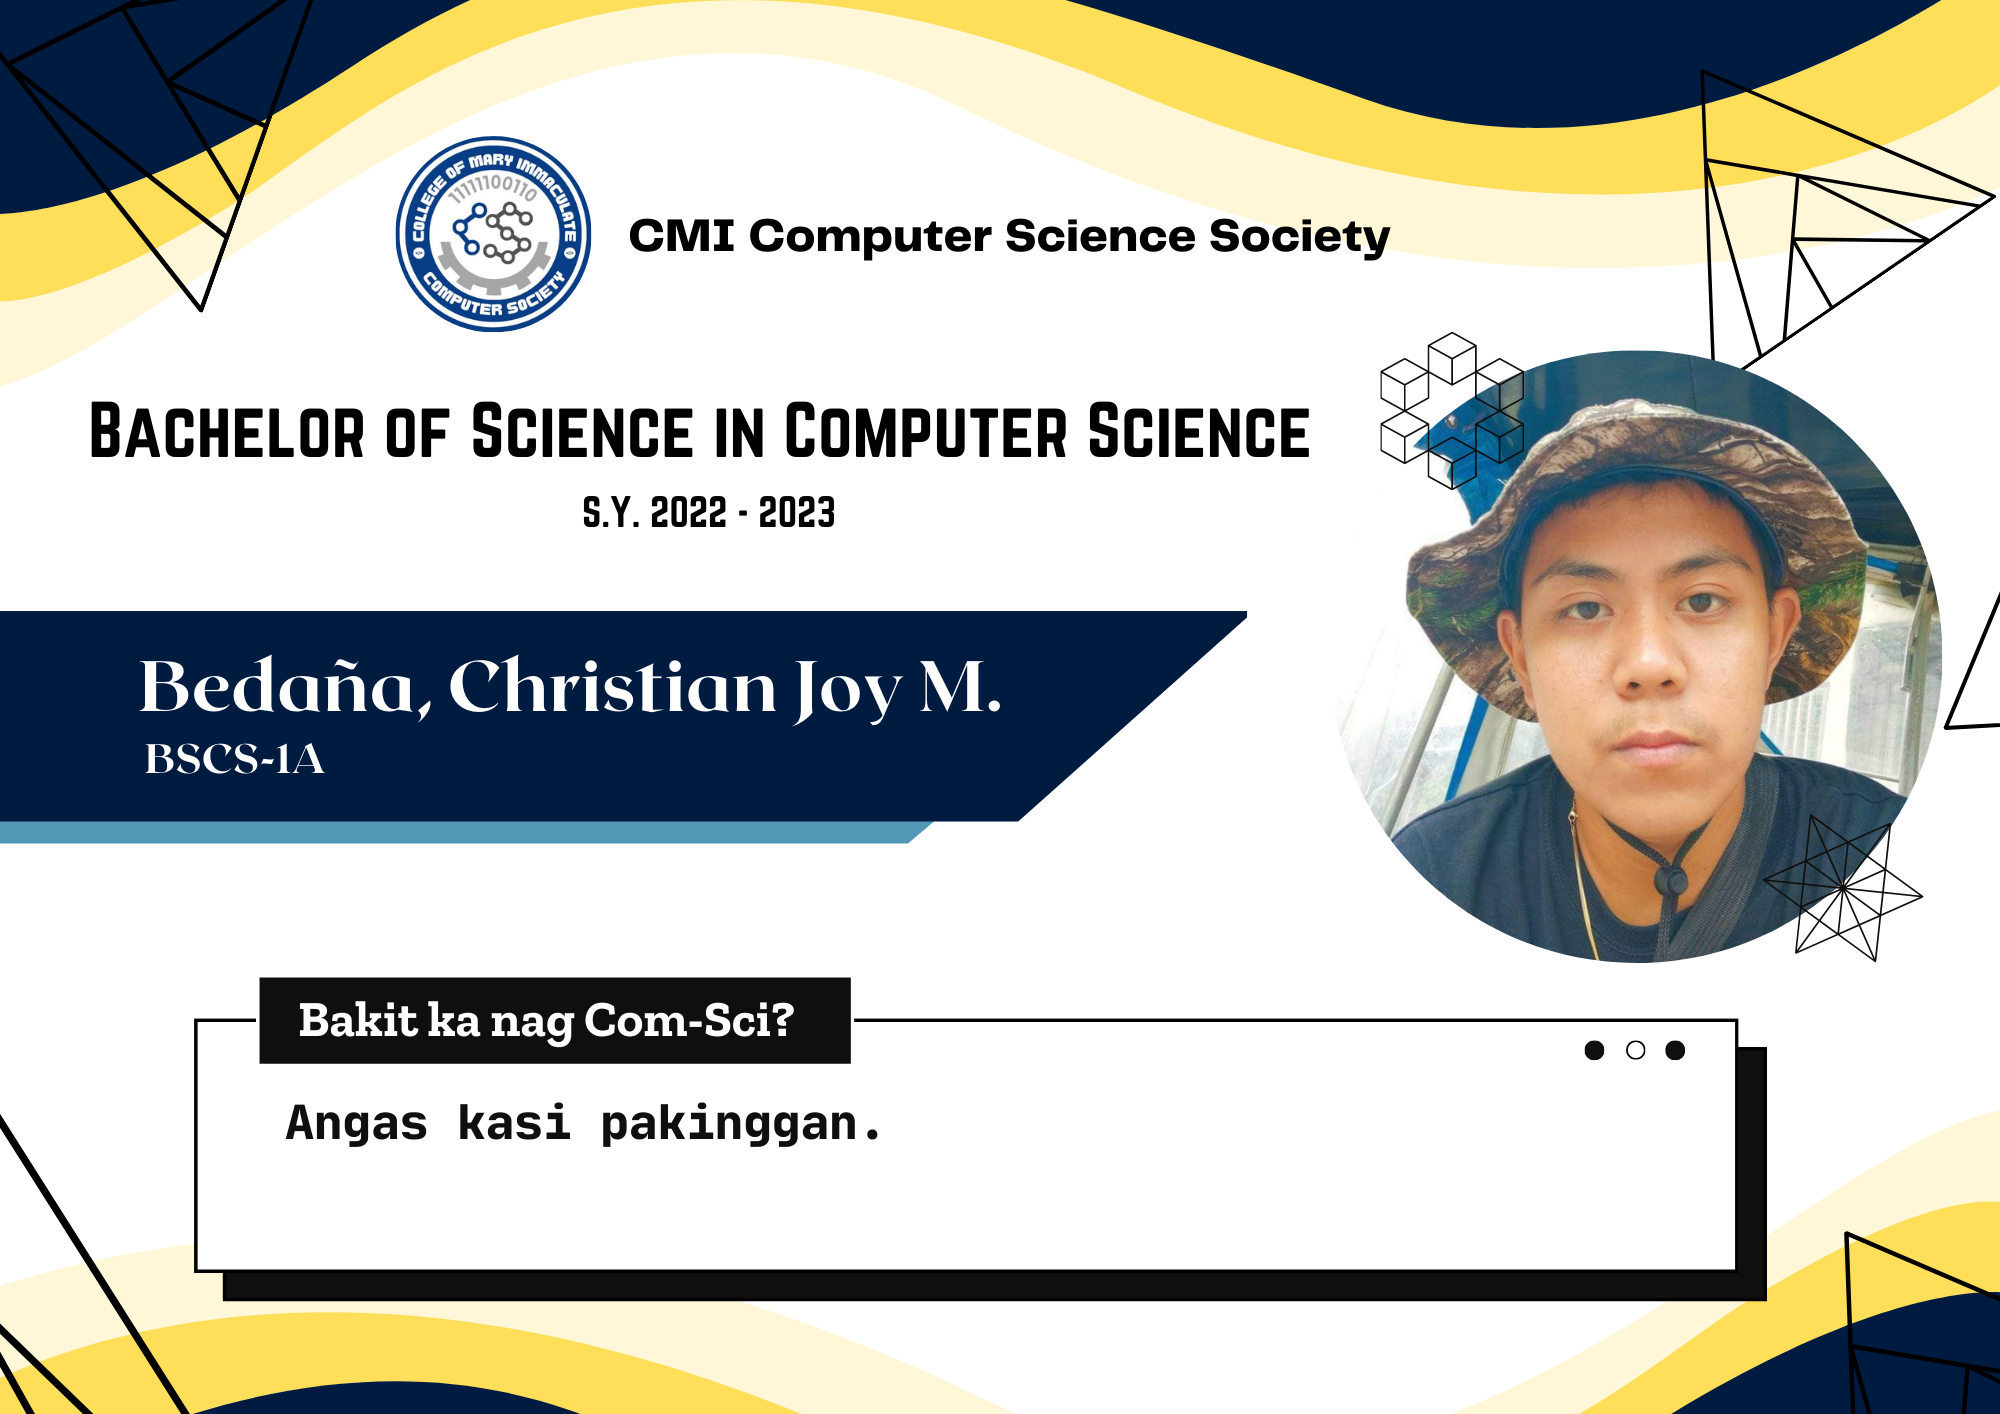 COLLEGE OF MARY IMMACULATE
11111100110
COMPUTER SOCIETY
CMI Computer Science Society
Bachelor of Science in Computer Science
S.Y. 2022 - 2023
Bedaña, Christian Joy M.
BSCS-1A
Bakit ka nag Com-Sci?
Angas kasi pakinggan.